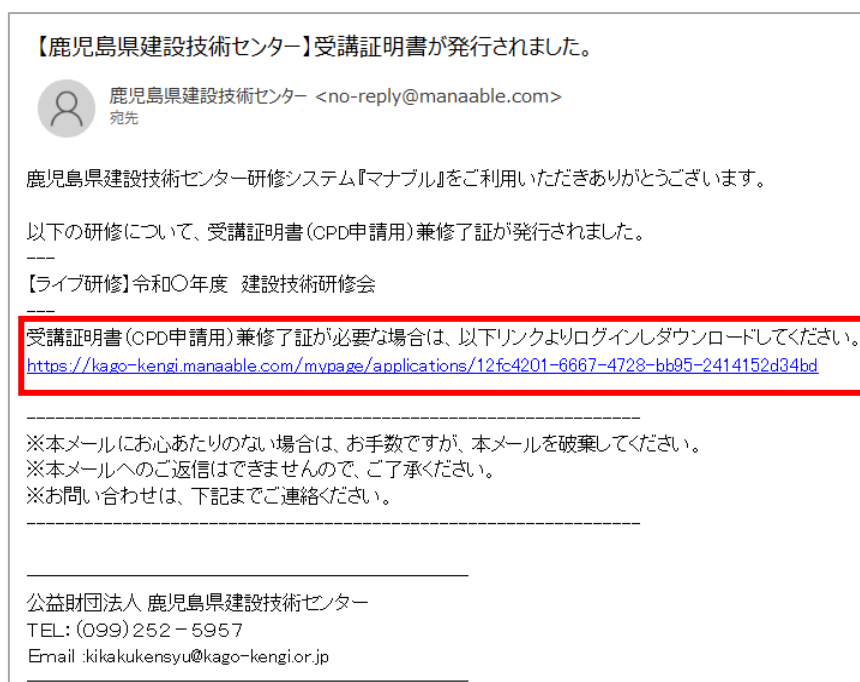 【鹿児島県建設技術センター】受講証明書が発行されました。
鹿児島県建設技術センター <no-reply@manaable.com>
宛先
鹿児島県建設技術センター研修システム『マナブル』をご利用いただきありがとうございます。
以下の研修について、受講証明書(CPD申請用)兼修了証が発行されました。
---
【ライブ研修】令和〇年度 建設技術研修会
---
受講証明書(CPD申請用)兼修了証が必要な場合は、以下リンクよりログインしダウンロードしてください。
https://kago-kengi.manaable.com/mypage/applications/12fc4201-6667-4728-bb95-2414152d34bd
----------------------------------------------------------------
※本メールにお心あたりのない場合は、お手数ですが、本メールを破棄してください。
※本メールへのご返信はできませんので、ご了承ください。
※お問い合わせは、下記までご連絡ください。
----------------------------------------------------------------
公益財団法人 鹿児島県建設技術センター
TEL:(099)252-5957
Email :kikakukensyu@kago-kengi.or.jp